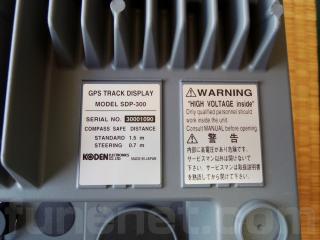 GPS TRACK DISPLAY
MODEL SDP-300
SERIAL NO. 30001090
COMPASS SAFE DISTANCE
STANDARD 1.5 m
STEERING 0.7 m
KODEN ELECTRONICS CO., LTD. MADE IN JAPAN
⚠WARNING
"HIGH VOLTAGE inside"
Only qualified personnel should
work inside the unit.
Consult MANUAL before opening.
⚠警告
内部に高電圧があり危険です。
サービスマン以外は開けないで
下さい。サービスマンは取扱説明書
を熟読してから開けて下さい。